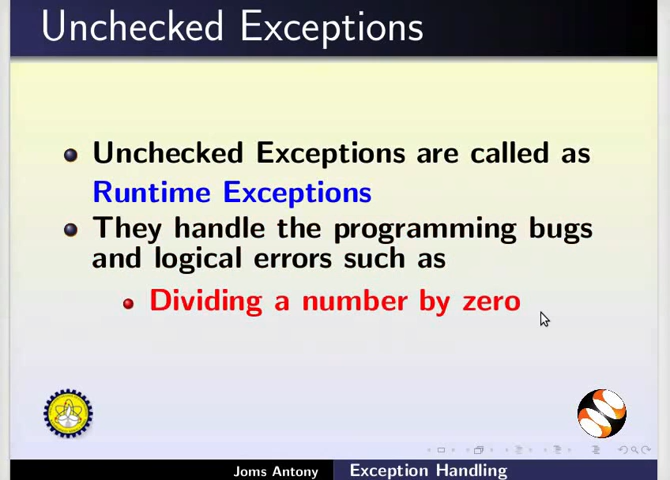 Unchecked Exceptions
Unchecked Exceptions are called as
Runtime Exceptions
They handle the programming bugs
and logical errors such as
Dividing a number by zero
Joms Antony
Exception Handling